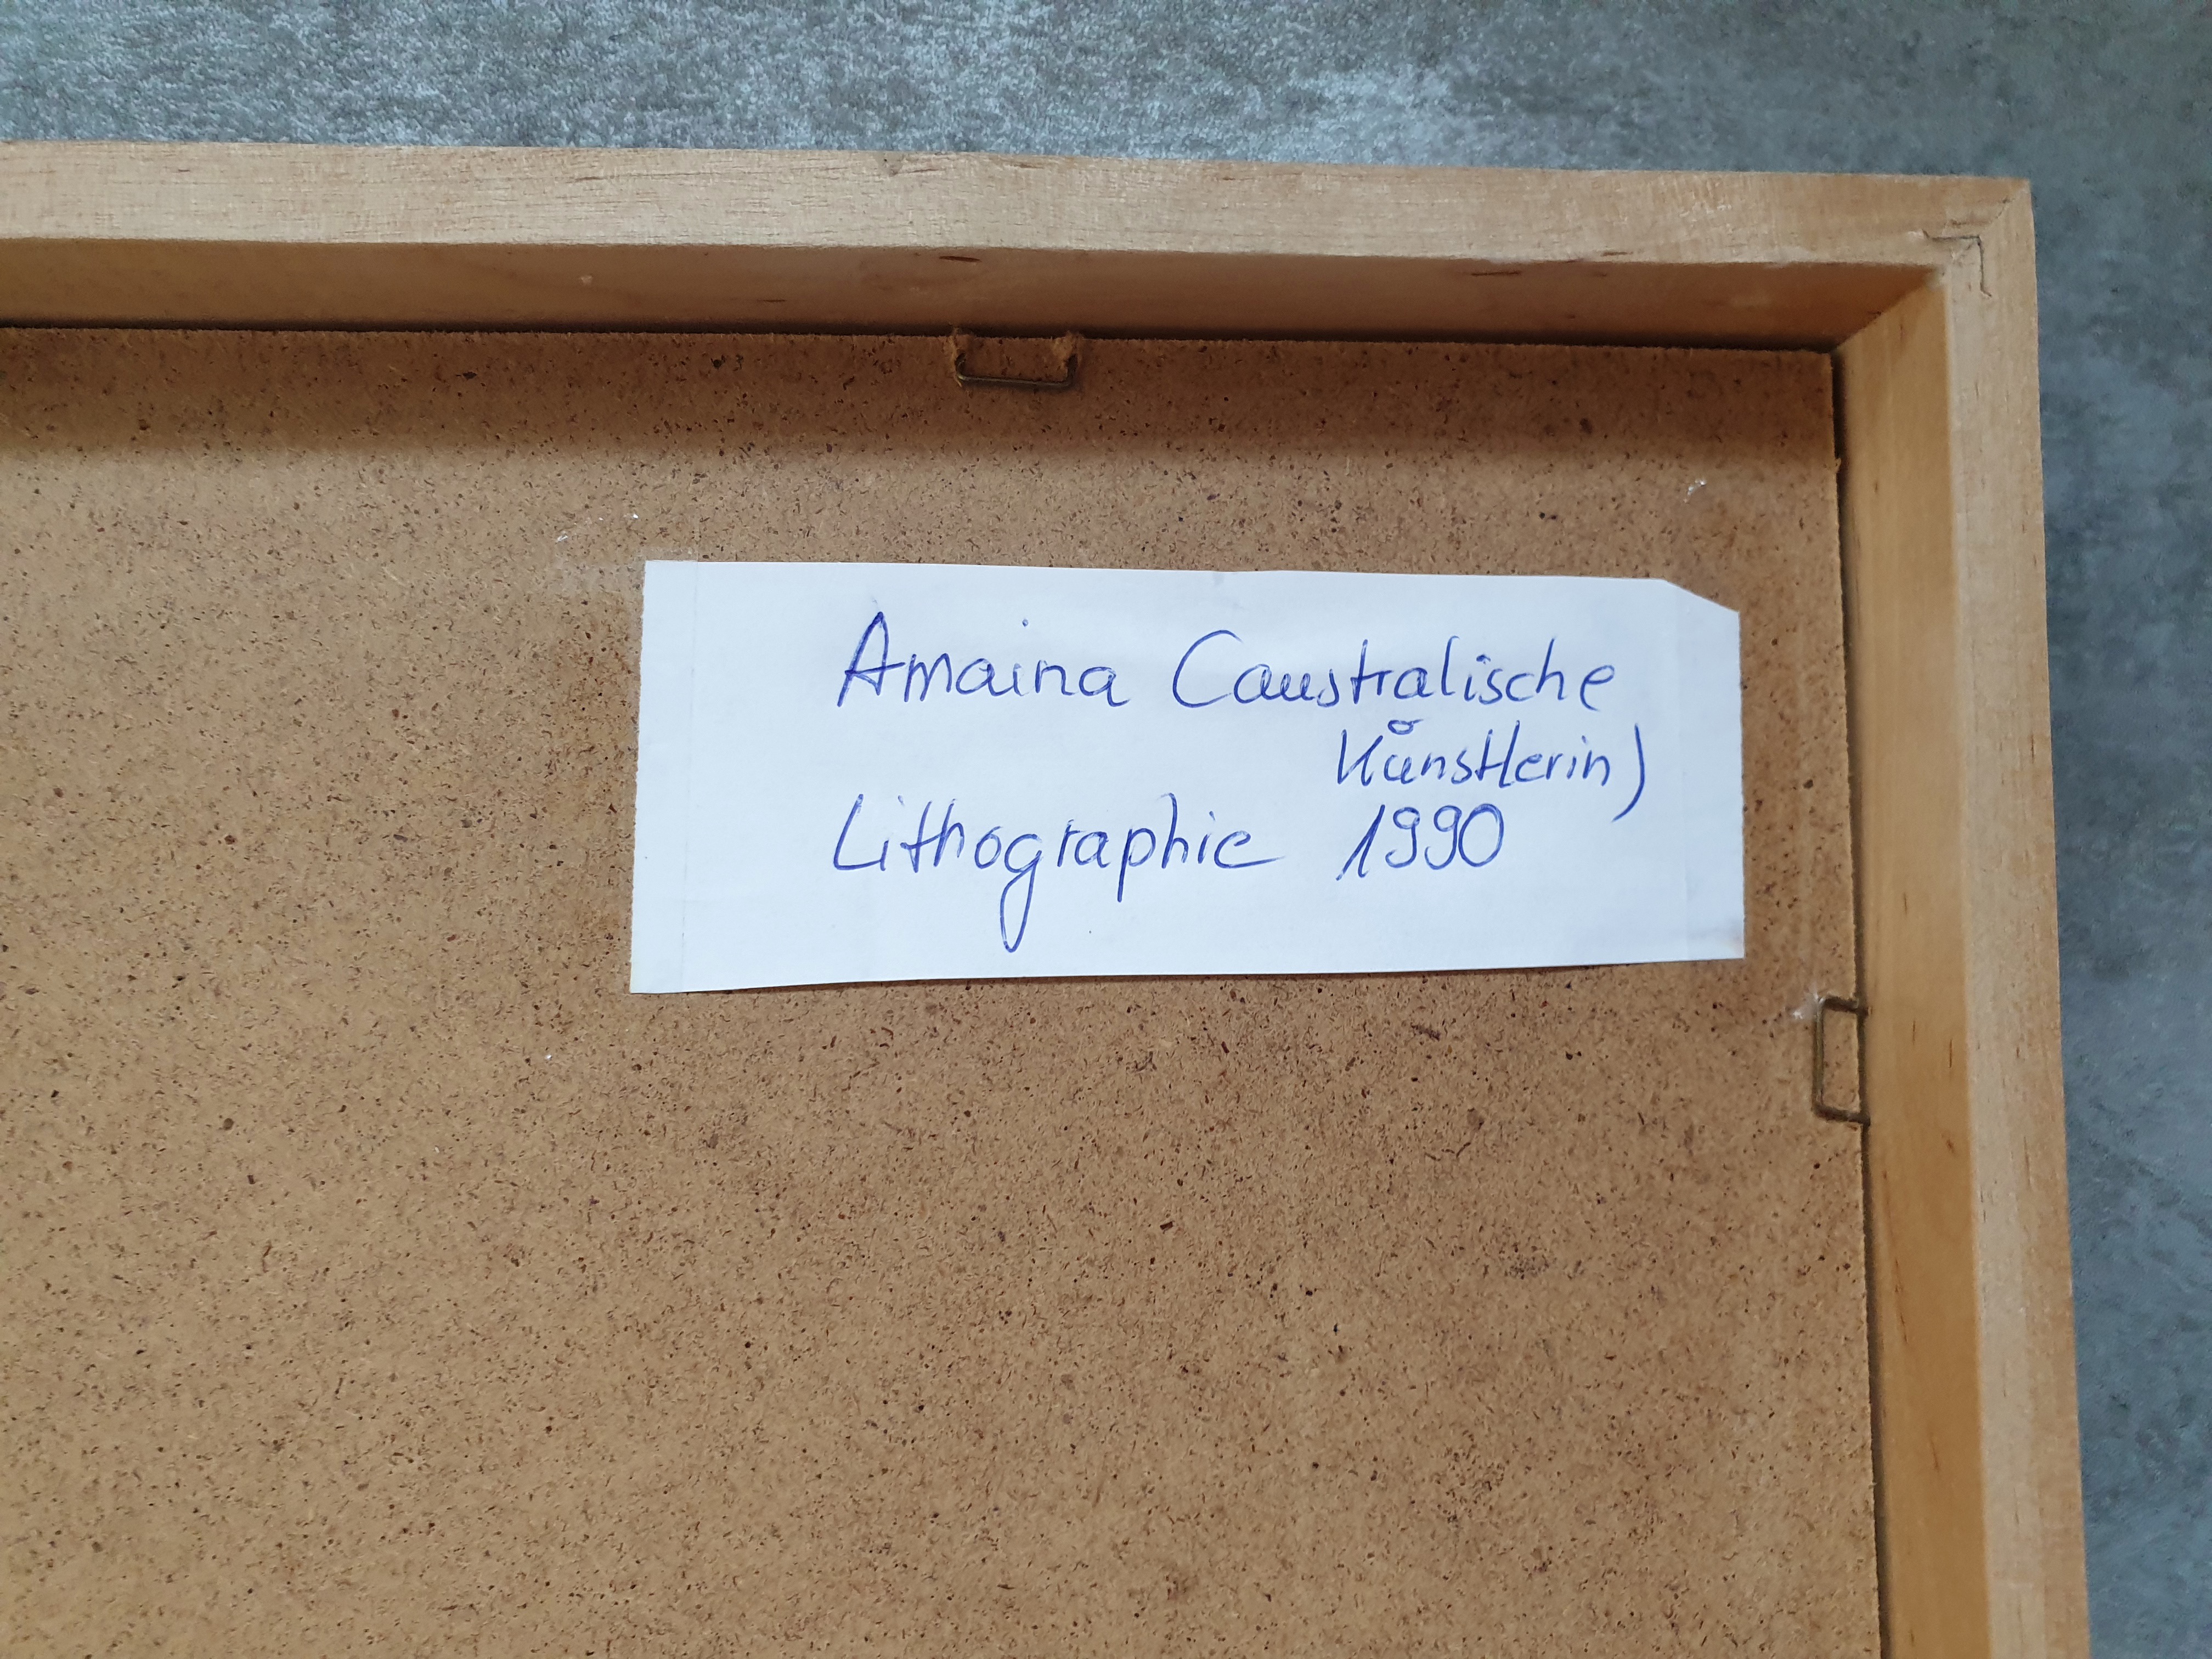 Amaina (australische
Künstlerin)
Lithographie 1990